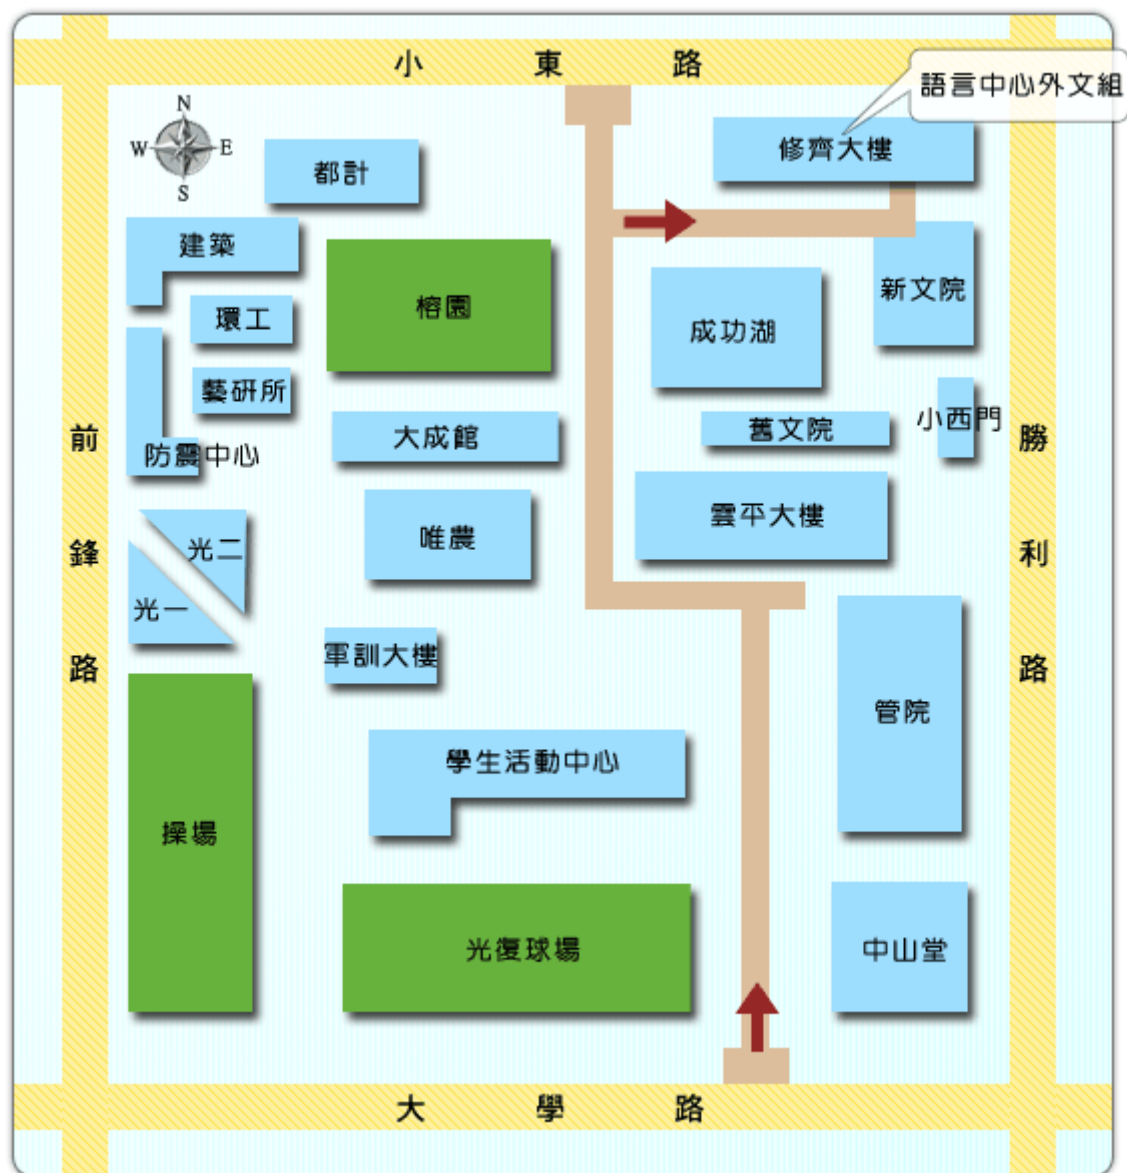 小東路
語言中心外文組
N
W E
S
修齊大樓
都計
建築
榕園
新文院
環工
成功湖
藝研所
小西門
舊文院
大成館
防震中心
前鋒路
勝利路
雲平大樓
唯農
光二
光一
軍訓大樓
管院
學生活動中心
操場
光復球場
中山堂
大學路